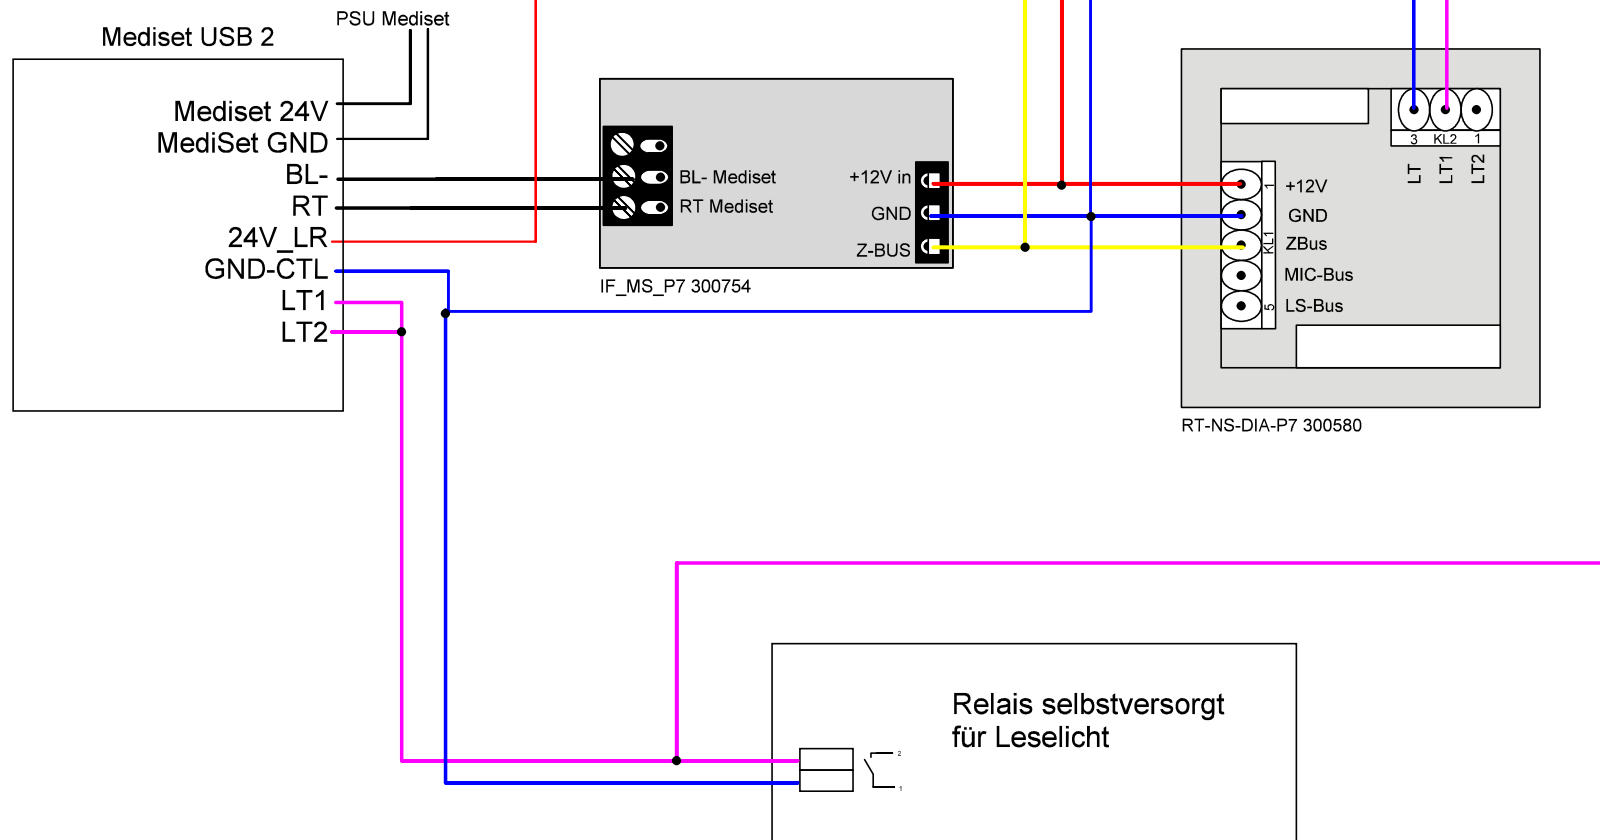 PSU Mediset
Mediset USB 2
Mediset 24V
MediSet GND
BL-
RT
24V_LR
GND-CTL
LT1
LT2
BL- Mediset
RT Mediset
+12V in
GND
Z-BUS
IF_MS_P7 300754
3 KL2 1
LT
LT1
LT2
1
KL1
5
+12V
GND
ZBus
MIC-Bus
LS-Bus
RT-NS-DIA-P7 300580
Relais selbstversorgt
für Leselicht
2
1